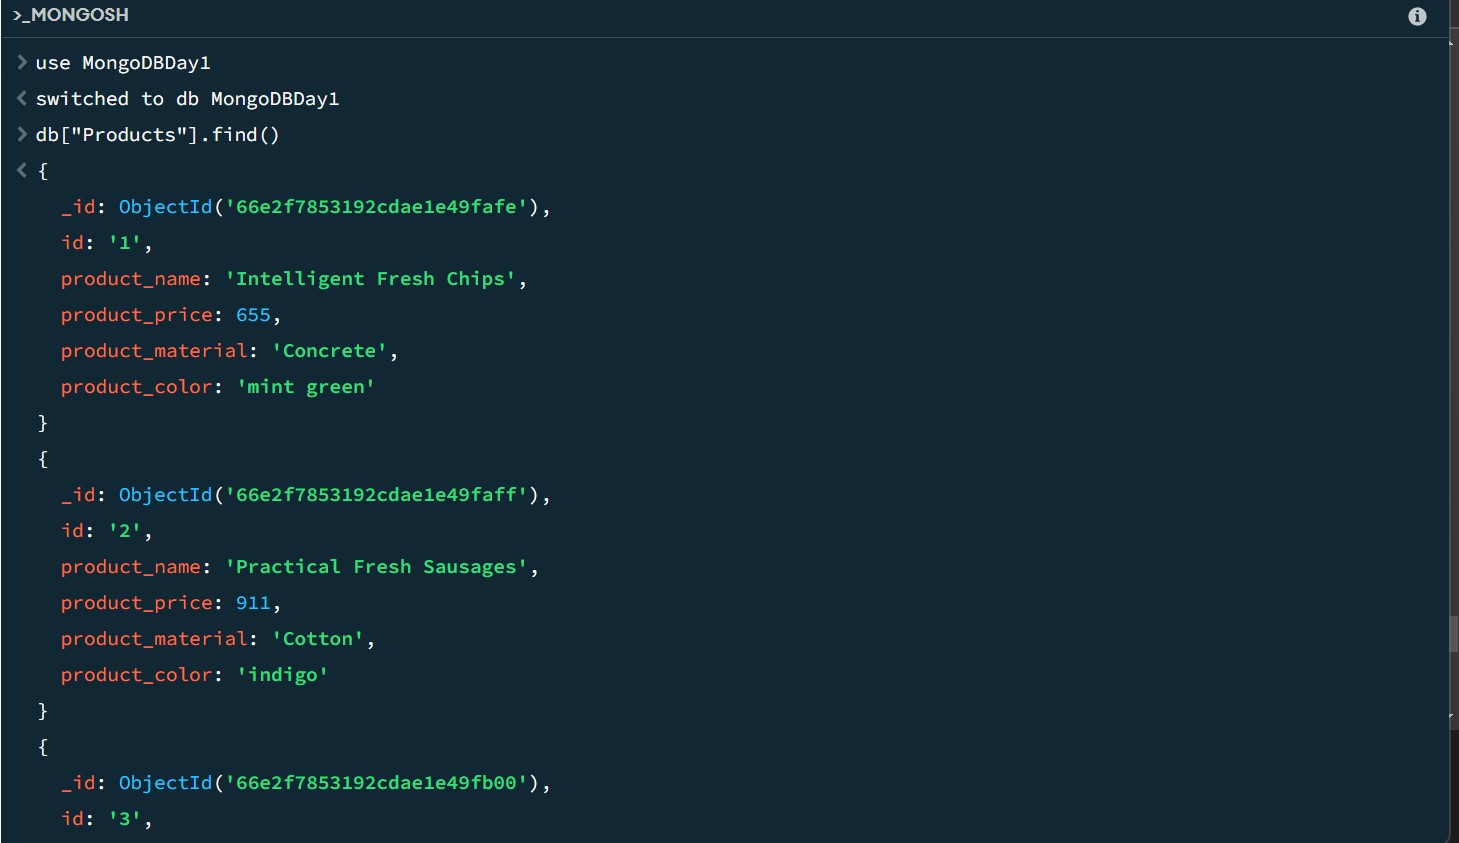 >_MONGOSH
> use MongoDBDay1
< switched to db MongoDBDay1
> db["Products"].find()
< {
_id: ObjectId('66e2f7853192cdae1e49fafe'),
id: '1',
product_name: 'Intelligent Fresh Chips',
product_price: 655,
product_material: 'Concrete',
product_color: 'mint green'
}
{
_id: ObjectId('66e2f7853192cdae1e49faff'),
id: '2',
product_name: 'Practical Fresh Sausages',
product_price: 911,
product_material: 'Cotton',
product_color: 'indigo'
}
{
_id: ObjectId('66e2f7853192cdae1e49fb00'),
id: '3',